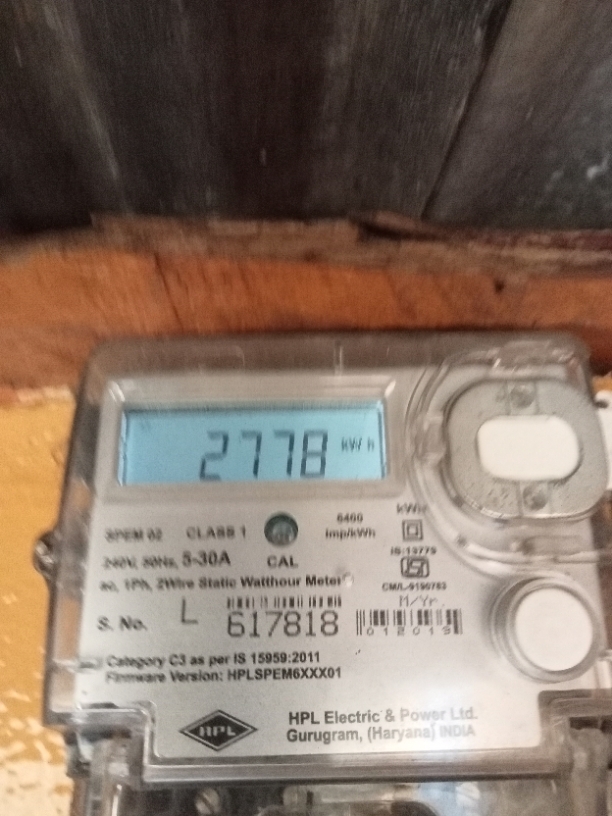 2778 kWh
SPEM 02 CLASS 1 6400 imp/kWh kWh
240V, 50Hz, 5-30A CAL IS:13779
ac, 1Ph, 2Wire Static Watthour Meter
CM/L-9190763
M/Yr.
S. No. L 617818 012019
Category C3 as per IS 15959:2011
Firmware Version: HPLSPEM6XXX01
HPL
HPL Electric & Power Ltd.
Gurugram, (Haryana) INDIA